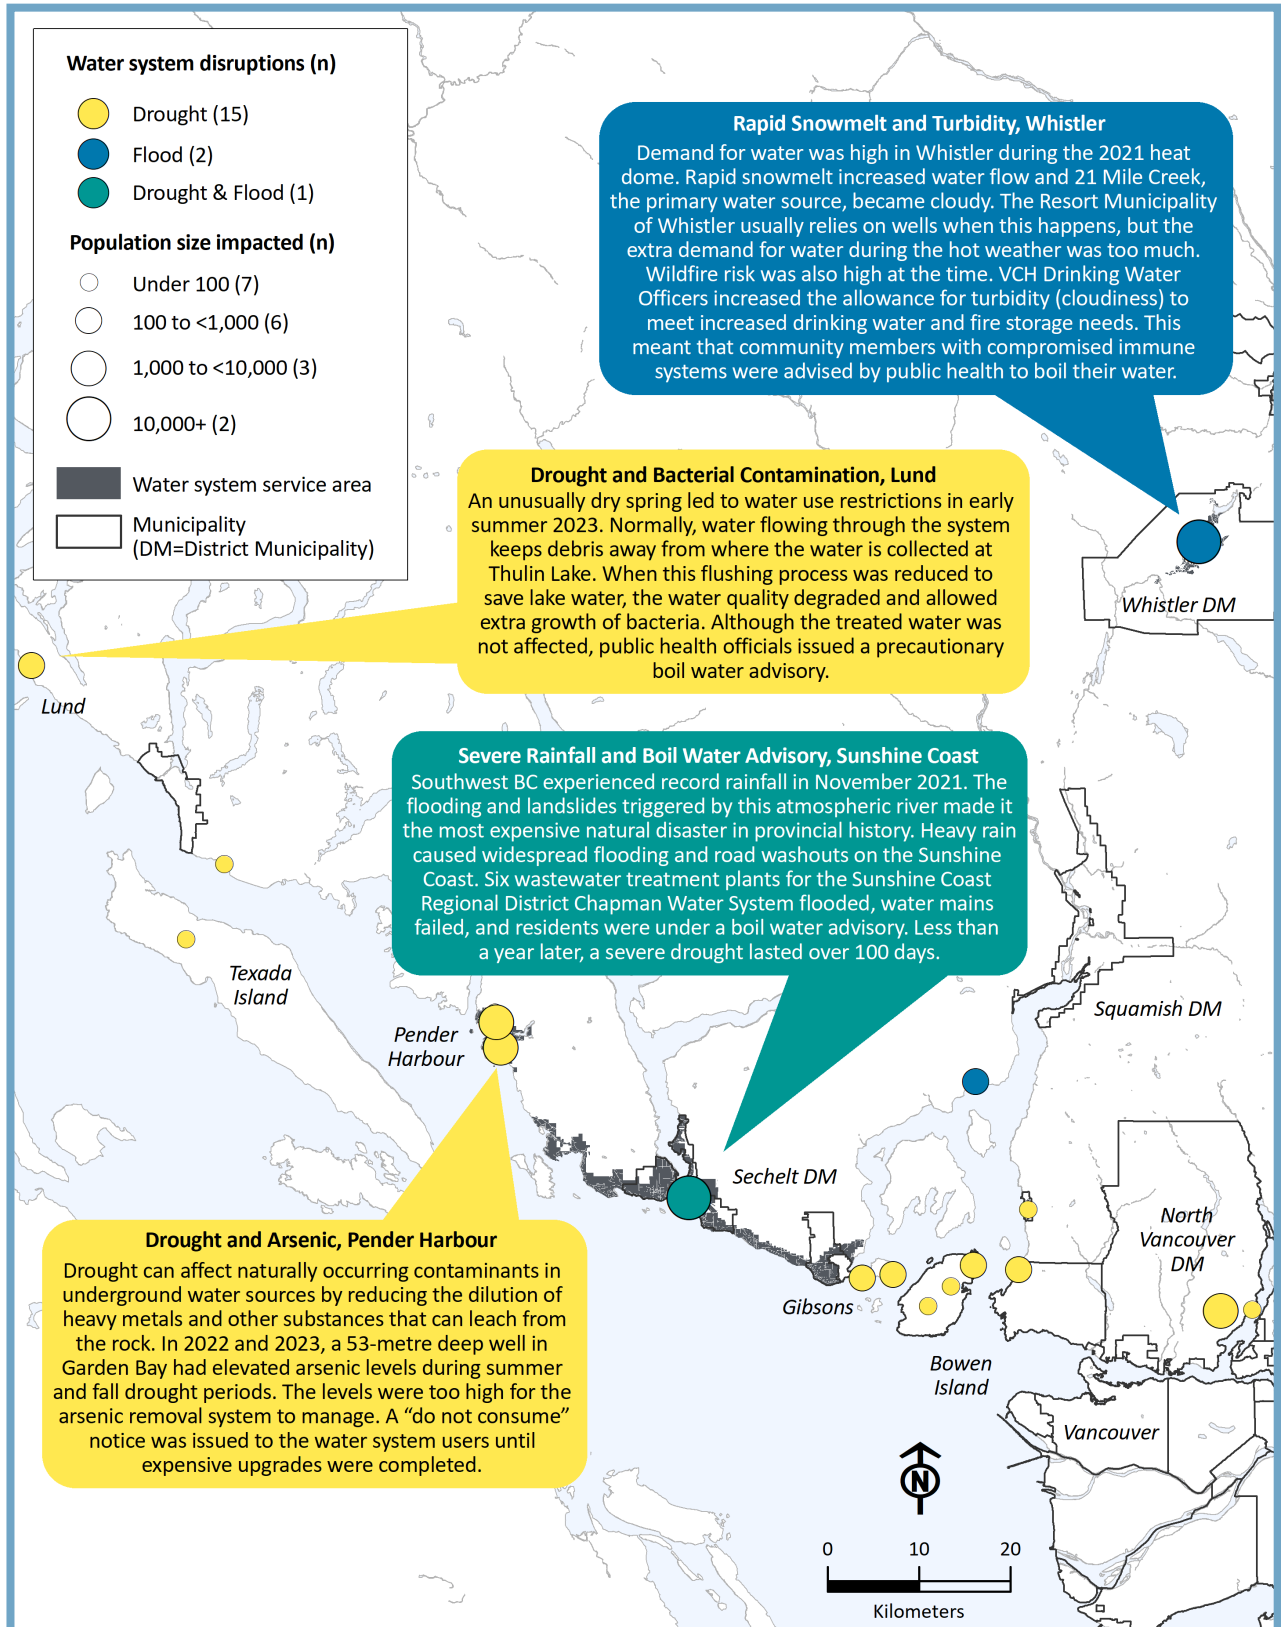 Water system disruptions (n)
Drought (15)
Flood (2)
Drought & Flood (1)
Population size impacted (n)
Under 100 (7)
100 to <1,000 (6)
1,000 to <10,000 (3)
10,000+ (2)
Water system service area
Municipality
(DM=District Municipality)
Rapid Snowmelt and Turbidity, Whistler
Demand for water was high in Whistler during the 2021 heat
dome. Rapid snowmelt increased water flow and 21 Mile Creek,
the primary water source, became cloudy. The Resort Municipality
of Whistler usually relies on wells when this happens, but the
extra demand for water during the hot weather was too much.
Wildfire risk was also high at the time. VCH Drinking Water
Officers increased the allowance for turbidity (cloudiness) to
meet increased drinking water and fire storage needs. This
meant that community members with compromised immune
systems were advised by public health to boil their water.
Whistler DM
Drought and Bacterial Contamination, Lund
An unusually dry spring led to water use restrictions in early
summer 2023. Normally, water flowing through the system
keeps debris away from where the water is collected at
Thulin Lake. When this flushing process was reduced to
save lake water, the water quality degraded and allowed
extra growth of bacteria. Although the treated water was
not affected, public health officials issued a precautionary
boil water advisory.
Lund
Severe Rainfall and Boil Water Advisory, Sunshine Coast
Southwest BC experienced record rainfall in November 2021. The
flooding and landslides triggered by this atmospheric river made it
the most expensive natural disaster in provincial history. Heavy rain
caused widespread flooding and road washouts on the Sunshine
Coast. Six wastewater treatment plants for the Sunshine Coast
Regional District Chapman Water System flooded, water mains
failed, and residents were under a boil water advisory. Less than
a year later, a severe drought lasted over 100 days.
Texada
Island
Pender
Harbour
Squamish DM
Sechelt DM
North
Vancouver
DM
Gibsons
Bowen
Island
Vancouver
Drought and Arsenic, Pender Harbour
Drought can affect naturally occurring contaminants in
underground water sources by reducing the dilution of
heavy metals and other substances that can leach from
the rock. In 2022 and 2023, a 53-metre deep well in
Garden Bay had elevated arsenic levels during summer
and fall drought periods. The levels were too high for the
arsenic removal system to manage. A “do not consume”
notice was issued to the water system users until
expensive upgrades were completed.
N
0 10 20
Kilometers